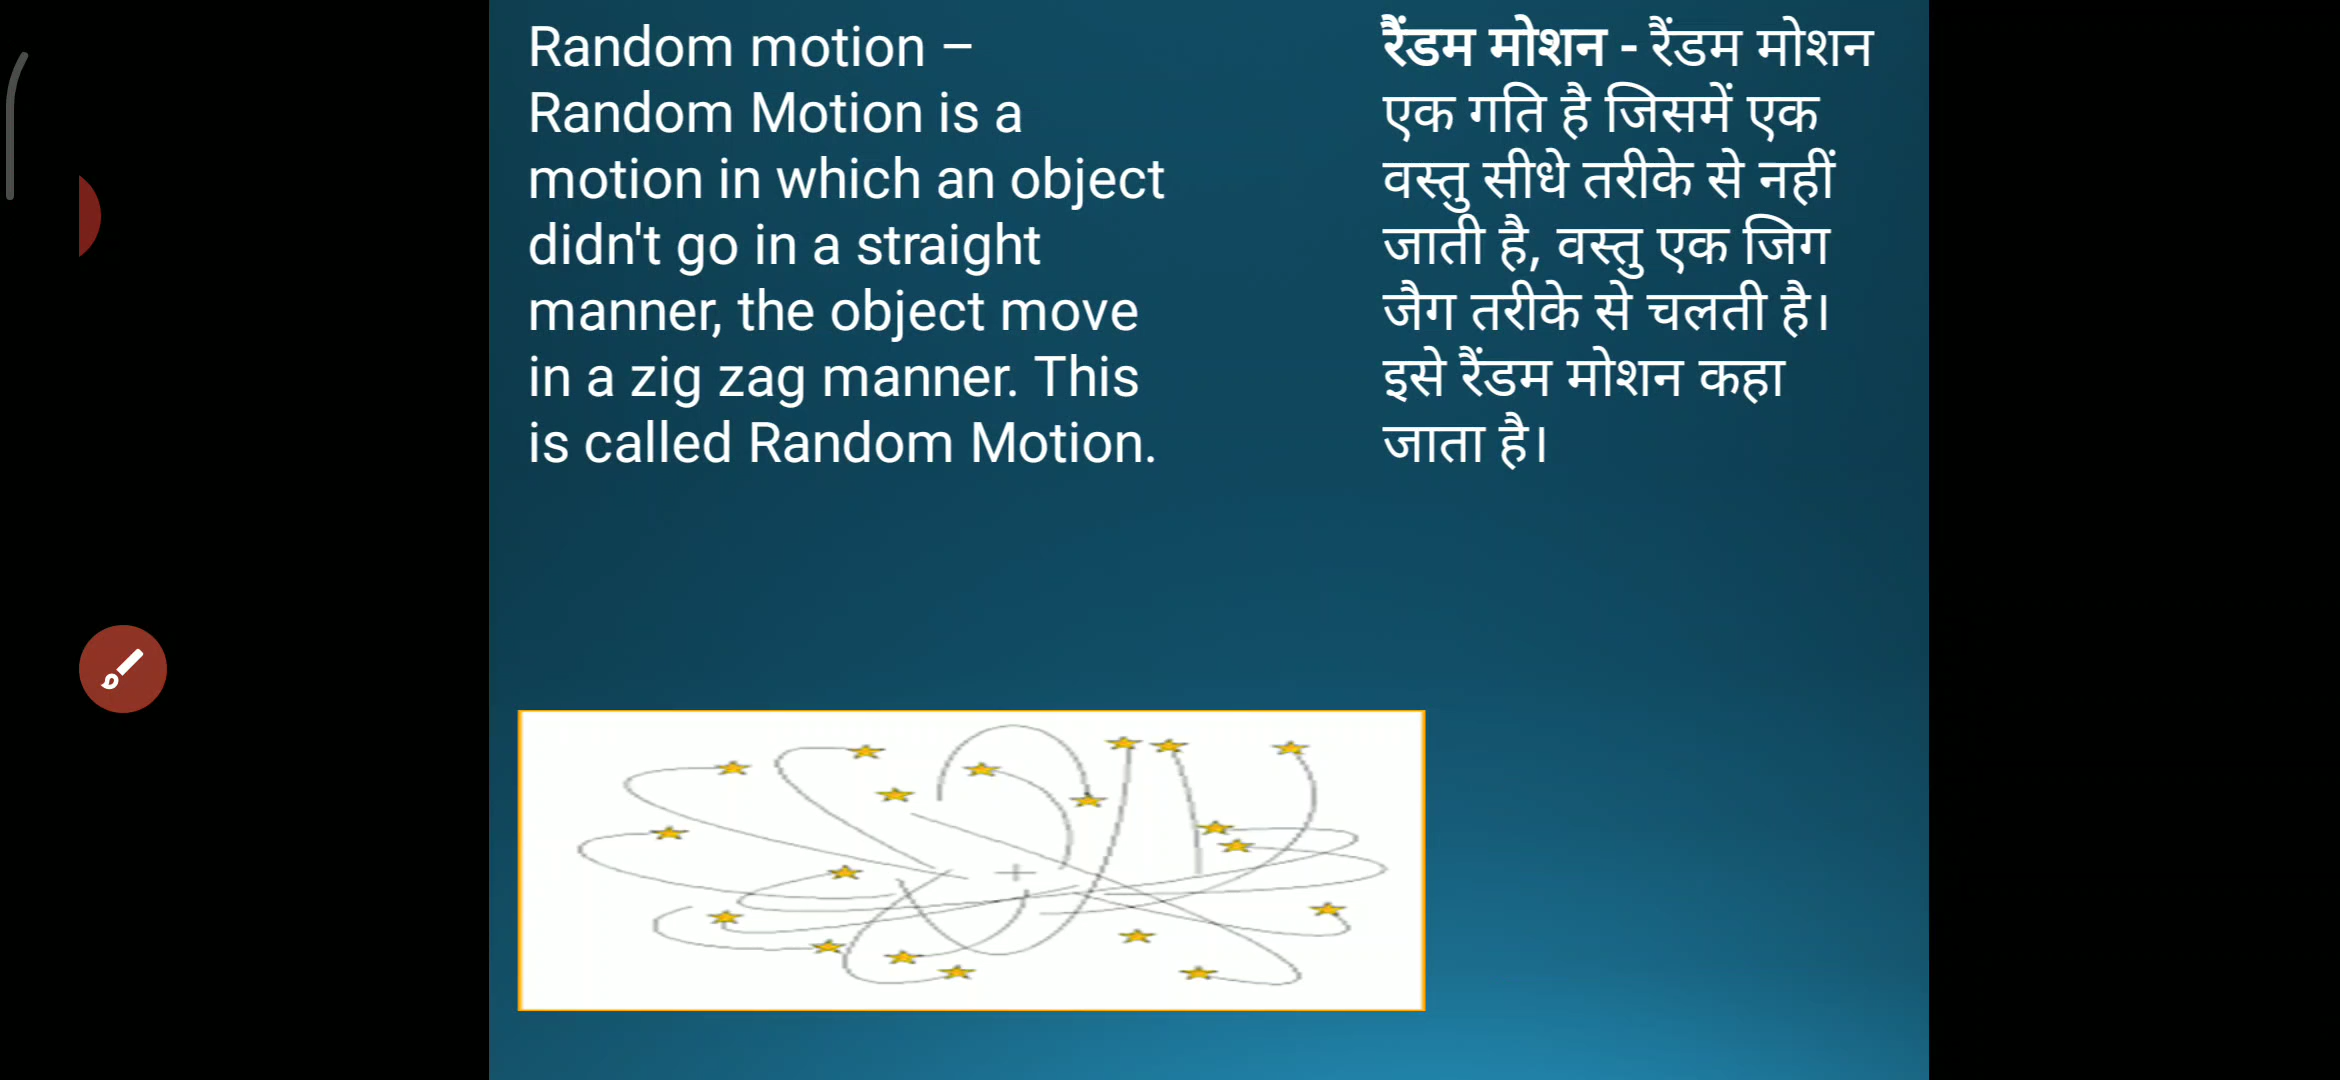 Random motion –
Random Motion is a
motion in which an object
didn't go in a straight
manner, the object move
in a zig zag manner. This
is called Random Motion.
रैंडम मोशन - रैंडम मोशन
एक गति है जिसमें एक
वस्तु सीधे तरीके से नहीं
जाती है, वस्तु एक जिग
जैग तरीके से चलती है।
इसे रैंडम मोशन कहा
जाता है।